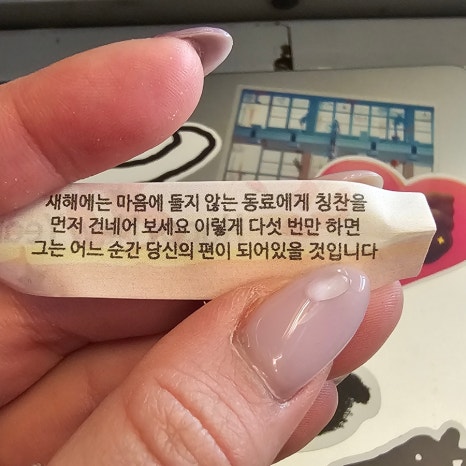 새해에는 마음에 들지 않는 동료에게 칭찬을
먼저 건네어 보세요 이렇게 다섯 번만 하면
그는 어느 순간 당신의 편이 되어있을 것입니다